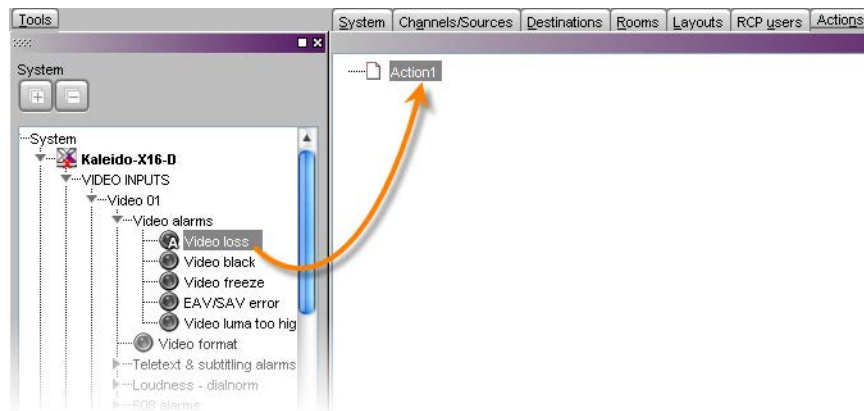 Tools
System Channels/Sources Destinations Rooms Layouts RCP users Actions
System
Action1
System
Kaleido-X16-D
VIDEO INPUTS
Video 01
Video alarms
A Video loss
Video black
Video freeze
EAV/SAV error
Video luma too hig
Video format
Teletext & subtitling alarms
Loudness - dialnorm
608 alarms